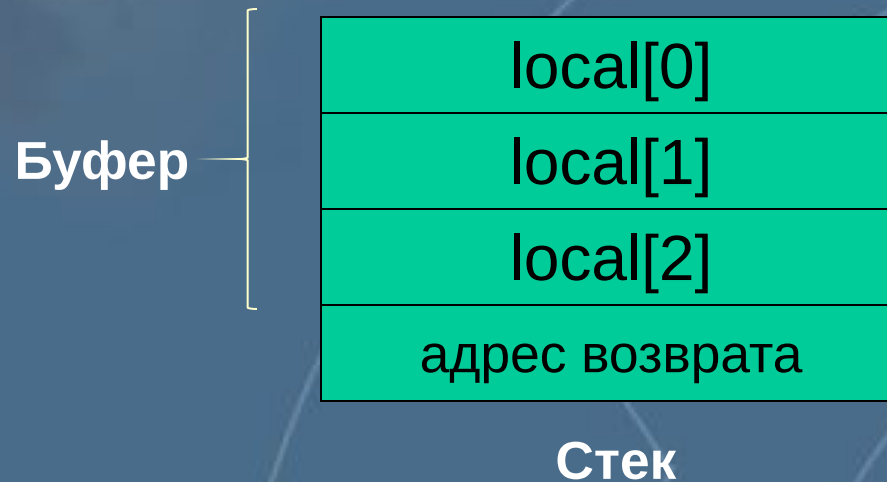 local[0]
Буфер
local[1]
local[2]
адрес возврата
Стек